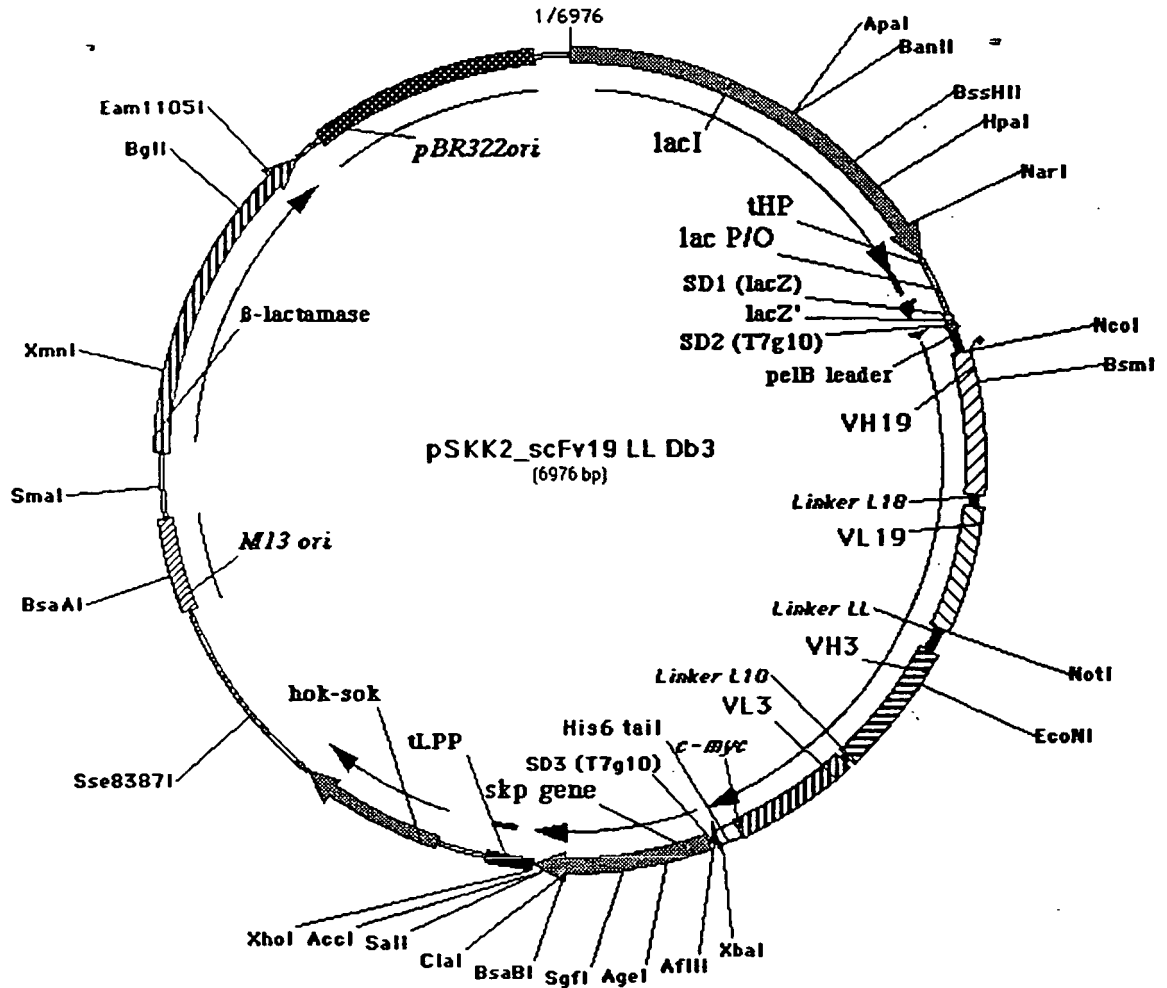 1/6976
ApaI
BanII
BssHII
HpaI
NarI
Eam1105I
BglI
pBR322ori
lacI
tHP
lac P/O
SD1 (lacZ)
lacZ'
SD2 (T7g10)
pelB leader
NcoI
BsmI
VH19
ß-lactamase
XmnI
pSKK2_scFv19 LL Db3
(6976 bp)
SmaI
Linker L18
VL19
M13 ori
BsaAI
Linker LL
VH3
NotI
Linker L10
VL3
EcoNI
hok-sok
His6 tail
c-myc
tLPP
SD3 (T7g10)
skp gene
Sse8387I
XhoI
AccI
SalI
ClaI
BsaBI
SgfI
AgeI
AflII
XbaI